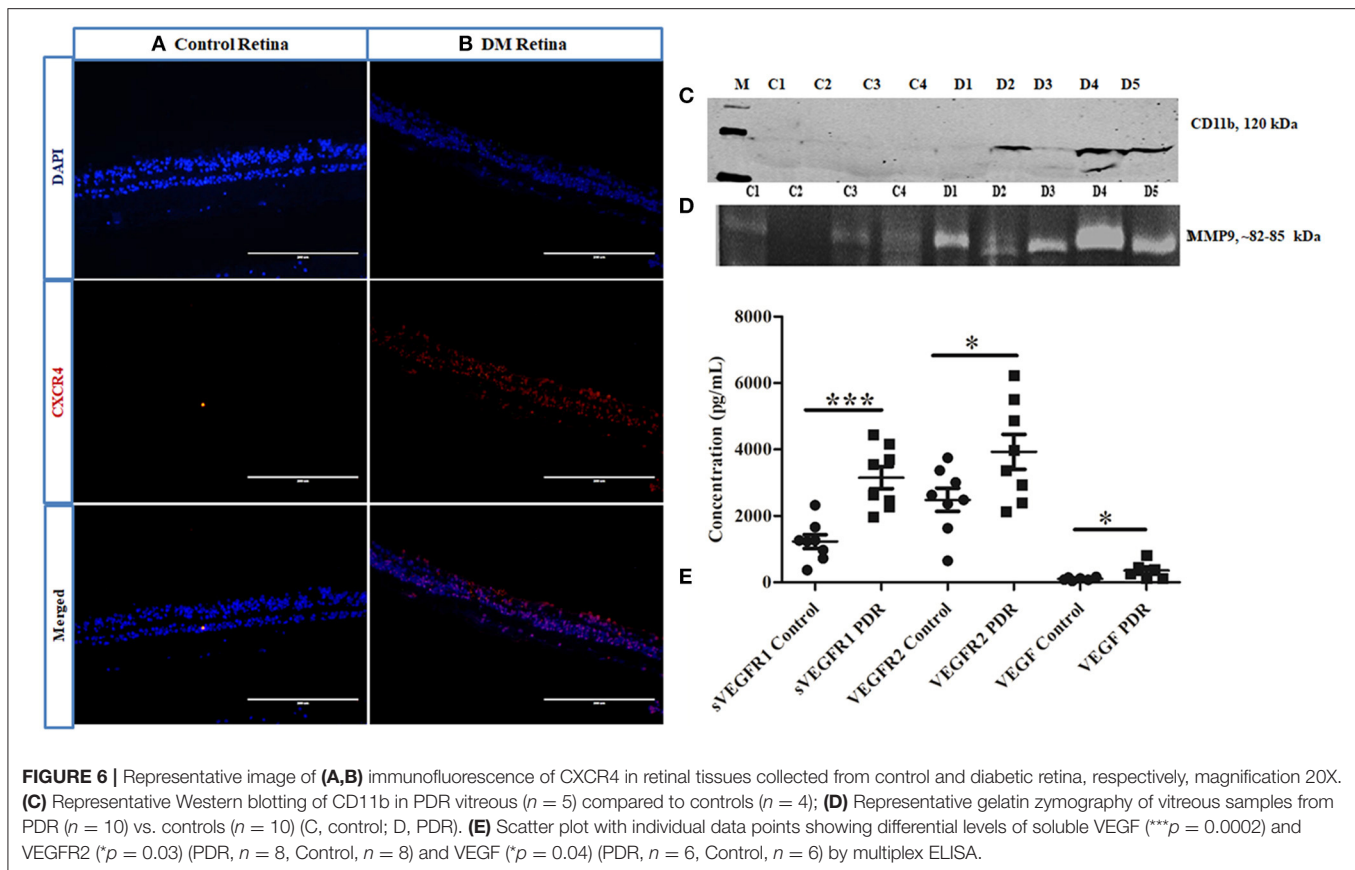 A Control Retina
B DM Retina
DAPI
CXCR4
Merged
C
M C1 C2 C3 C4 D1 D2 D3 D4 D5
CD11b, 120 kDa
C1 C2 C3 C4 D1 D2 D3 D4 D5
D
MMP9, ~82-85 kDa
E
Concentration (pg/mL)
8000
6000
4000
2000
0
***
*
*
sVEGFR1 Control
sVEGFR1 PDR
VEGFR2 Control
VEGFR2 PDR
VEGF Control
VEGF PDR
FIGURE 6 | Representative image of (A,B) immunofluorescence of CXCR4 in retinal tissues collected from control and diabetic retina, respectively, magnification 20X.
(C) Representative Western blotting of CD11b in PDR vitreous (n = 5) compared to controls (n = 4); (D) Representative gelatin zymography of vitreous samples from
PDR (n = 10) vs. controls (n = 10) (C, control; D, PDR). (E) Scatter plot with individual data points showing differential levels of soluble VEGF (***p = 0.0002) and
VEGFR2 (*p = 0.03) (PDR, n = 8, Control, n = 8) and VEGF (*p = 0.04) (PDR, n = 6, Control, n = 6) by multiplex ELISA.